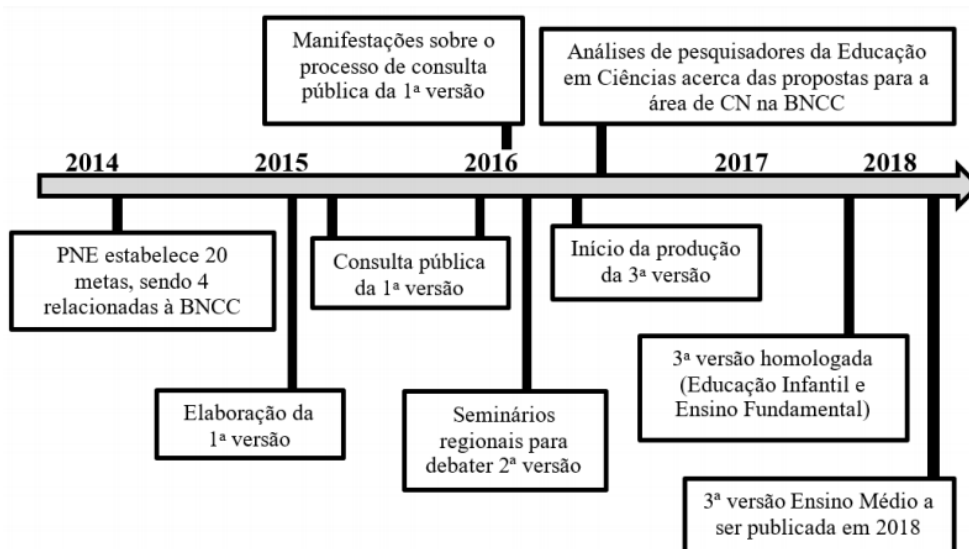 Manifestações sobre o
processo de consulta
pública da 1ª versão
Análises de pesquisadores da Educação
em Ciências acerca das propostas para a
área de CN na BNCC
2014
2015
2016
2017
2018
PNE estabelece 20
metas, sendo 4
relacionadas à BNCC
Consulta pública
da 1ª versão
Início da produção
da 3ª versão
Elaboração da
1ª versão
Seminários
regionais para
debater 2ª versão
3ª versão homologada
(Educação Infantil e
Ensino Fundamental)
3ª versão Ensino Médio a
ser publicada em 2018